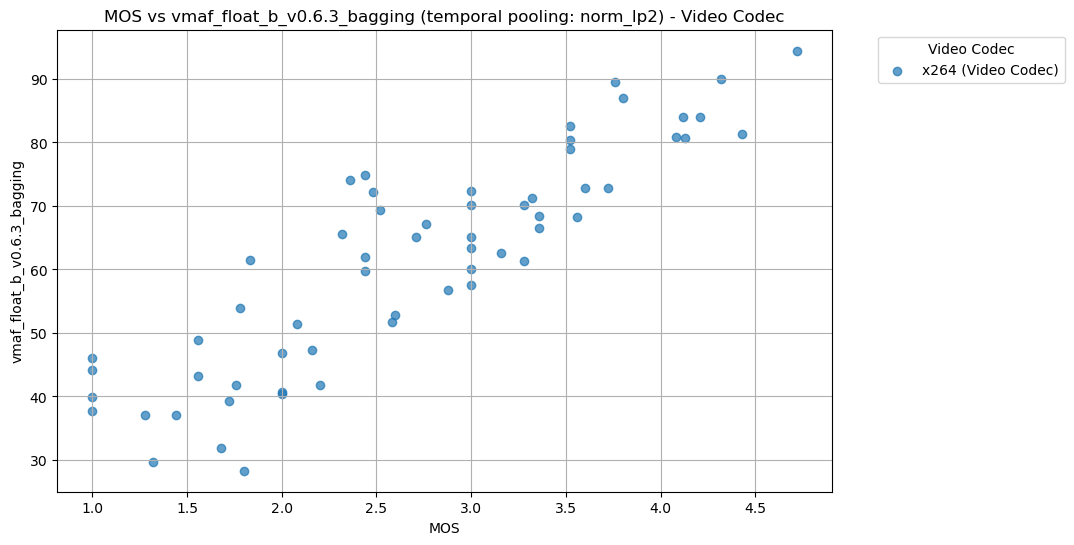 MOS vs vmaf_float_b_v0.6.3_bagging (temporal pooling: norm_lp2) - Video Codec
Video Codec
x264 (Video Codec)
vmaf_float_b_v0.6.3_bagging
90
80
70
60
50
40
30
1.0 1.5 2.0 2.5 3.0 3.5 4.0 4.5
MOS